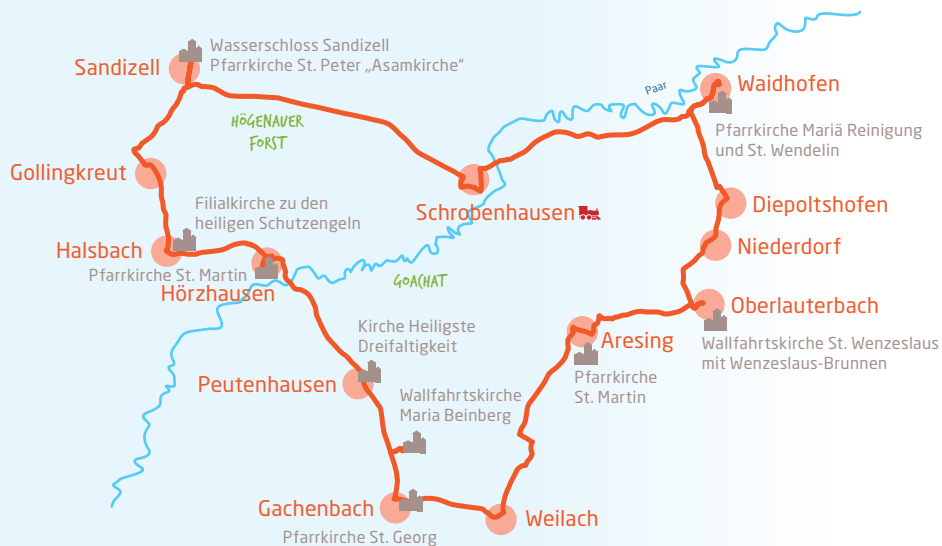 Wasserschloss Sandizell
Pfarrkirche St. Peter „Asamkirche“
Sandizell
Paar
Waidhofen
HÖGENAUER
FORST
Pfarrkirche Mariä Reinigung
und St. Wendelin
Gollingkreut
Filialkirche zu den
heiligen Schutzengeln
Schrobenhausen
Diepoltshofen
Halsbach
Niederdorf
Pfarrkirche St. Martin
Hörzhausen
GOACHAT
Oberlauterbach
Kirche Heiligste
Dreifaltigkeit
Aresing
Wallfahrtskirche St. Wenzeslaus
mit Wenzeslaus-Brunnen
Peutenhausen
Pfarrkirche
St. Martin
Wallfahrtskirche
Maria Beinberg
Gachenbach
Weilach
Pfarrkirche St. Georg